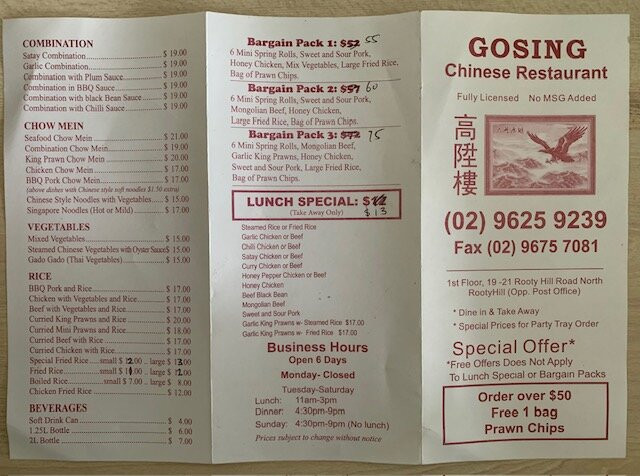 COMBINATION
Satay Combination $ 19.00
Garlic Combination $ 19.00
Combination with Plum Sauce $ 19.00
Combination in BBQ Sauce $ 19.00
Combination with black Bean Sauce $ 19.00
Combination with Chilli Sauce $ 19.00
CHOW MEIN
Seafood Chow Mein $ 21.00
Combination Chow Mein $ 19.00
King Prawn Chow Mein $ 20.00
Chicken Chow Mein $ 17.00
BBQ Pork Chow Mein $ 17.00
(above dishes with Chinese style soft noodles $1.50 extra)
Chinese Style Noodles with Vegetables $ 15.00
Singapore Noodles (Hot or Mild) $ 17.00
VEGETABLES
Mixed Vegetables $ 15.00
Steamed Chinese Vegetables with Oyster Sauce $ 15.00
Gado Gado (Thai Vegetables) $ 15.00
RICE
BBQ Pork and Rice $ 17.00
Chicken with Vegetables and Rice $ 17.00
Beef with Vegetables and Rice $ 17.00
Curried King Prawns and Rice $ 20.00
Curried Mini Prawns and Rice $ 18.00
Curried Beef with Rice $ 17.00
Curried Chicken with Rice $ 17.00
Special Fried Rice small $ .00 .. large $
Fried Rice small $ .00 .. large $
Boiled Rice small $ 7.00 .. large $ 8.00
Chicken Fried Rice $ 12.00
BEVERAGES
Soft Drink Can $ 4.00
1.25L Bottle $ 6.00
2L Bottle $ 7.00
Bargain Pack 1: $52 55
6 Mini Spring Rolls, Sweet and Sour Pork,
Honey Chicken, Mix Vegetables, Large Fried Rice,
Bag of Prawn Chips.
Bargain Pack 2: $57 60
6 Mini Spring Rolls, Sweet and Sour Pork,
Mongolian Beef, Honey Chicken,
Large Fried Rice, Bag of Prawn Chips.
Bargain Pack 3: $72 75
6 Mini Spring Rolls, Mongolian Beef,
Garlic King Prawns, Honey Chicken,
Sweet and Sour Pork, Large Fried Rice,
Bag of Prawn Chips.
LUNCH SPECIAL:
(Take Away Only) $13
Steamed Rice or Fried Rice
Garlic Chicken or Beef
Chilli Chicken or Beef
Satay Chicken or Beef
Curry Chicken or Beef
Honey Pepper Chicken or Beef
Honey Chicken
Beef Black Bean
Mongolian Beef
Sweet and Sour Pork
Garlic King Prawns w- Steamed Rice $17.00
Garlic King Prawns w- Fried Rice $17.00
Business Hours
Open 6 Days
Monday- Closed
Tuesday-Saturday
Lunch: 11am-3pm
Dinner: 4:30pm-9pm
Sunday: 4:30pm-9pm (No lunch)
Prices subject to change without notice
GOSING
Chinese Restaurant
Fully Licensed No MSG Added
高陞樓
(02) 9625 9239
Fax (02) 9675 7081
1st Floor, 19 -21 Rooty Hill Road North
RootyHill (Opp. Post Office)
* Dine in & Take Away
* Special Prices for Party Tray Order
Special Offer*
*Free Offers Does Not Apply
To Lunch Special or Bargain Packs
Order over $50
Free 1 bag
Prawn Chips